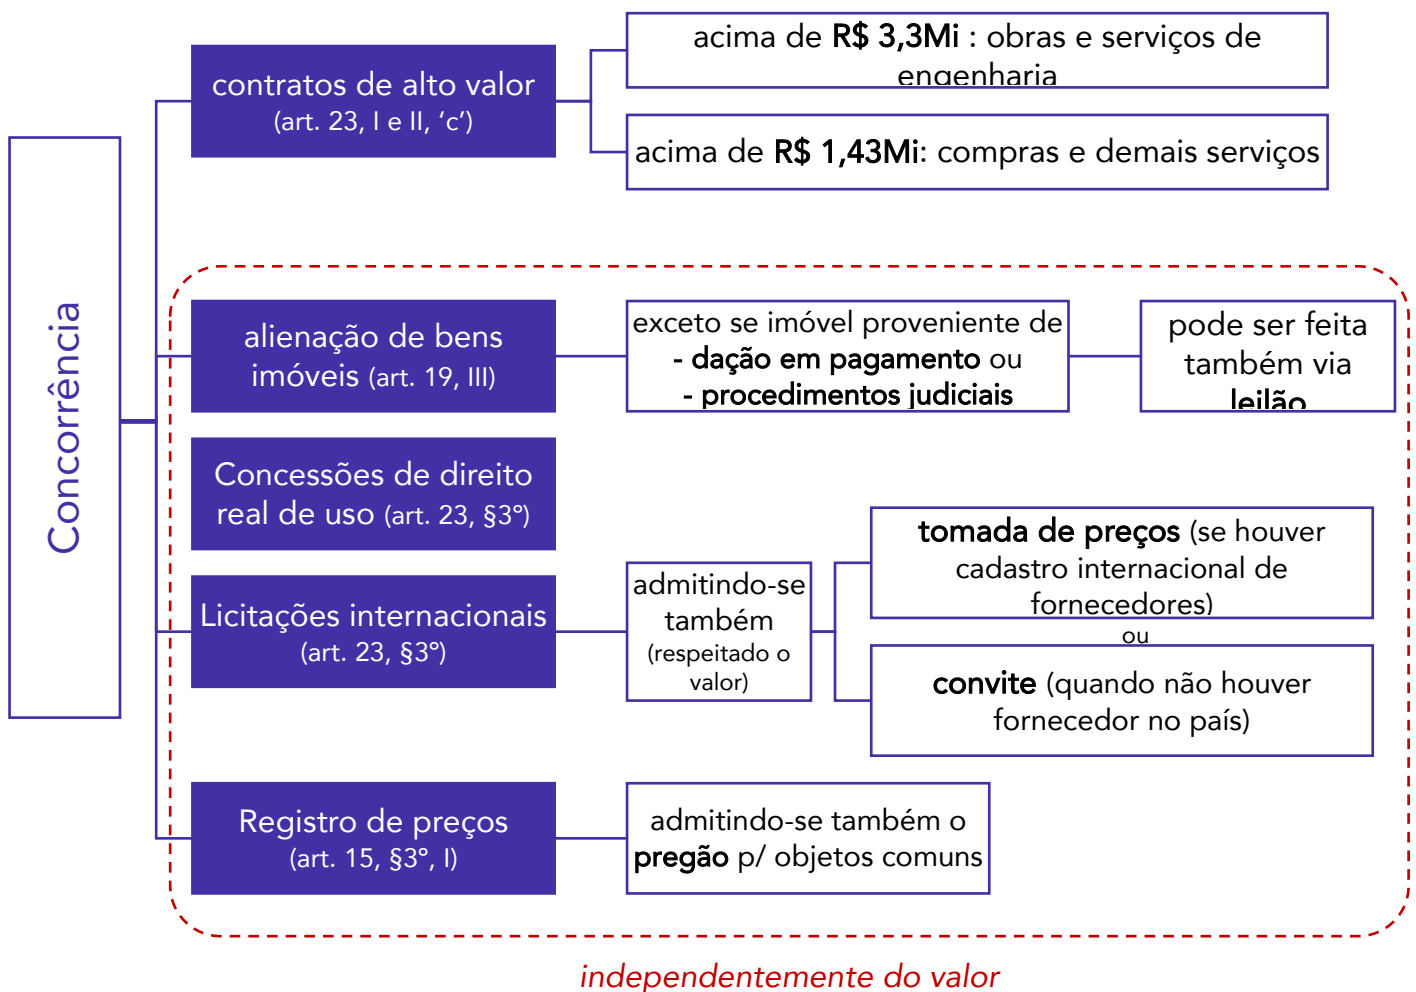 Concorrência
contratos de alto valor
(art. 23, I e II, ‘c’)
acima de R$ 3,3Mi : obras e serviços de
engenharia
acima de R$ 1,43Mi: compras e demais serviços
alienação de bens
imóveis (art. 19, III)
exceto se imóvel proveniente de
- dação em pagamento ou
- procedimentos judiciais
pode ser feita
também via
leilão
Concessões de direito
real de uso (art. 23, §3º)
Licitações internacionais
(art. 23, §3º)
admitindo-se
também
(respeitado o
valor)
tomada de preços (se houver
cadastro internacional de
fornecedores)
ou
convite (quando não houver
fornecedor no país)
Registro de preços
(art. 15, §3º, I)
admitindo-se também o
pregão p/ objetos comuns
independentemente do valor